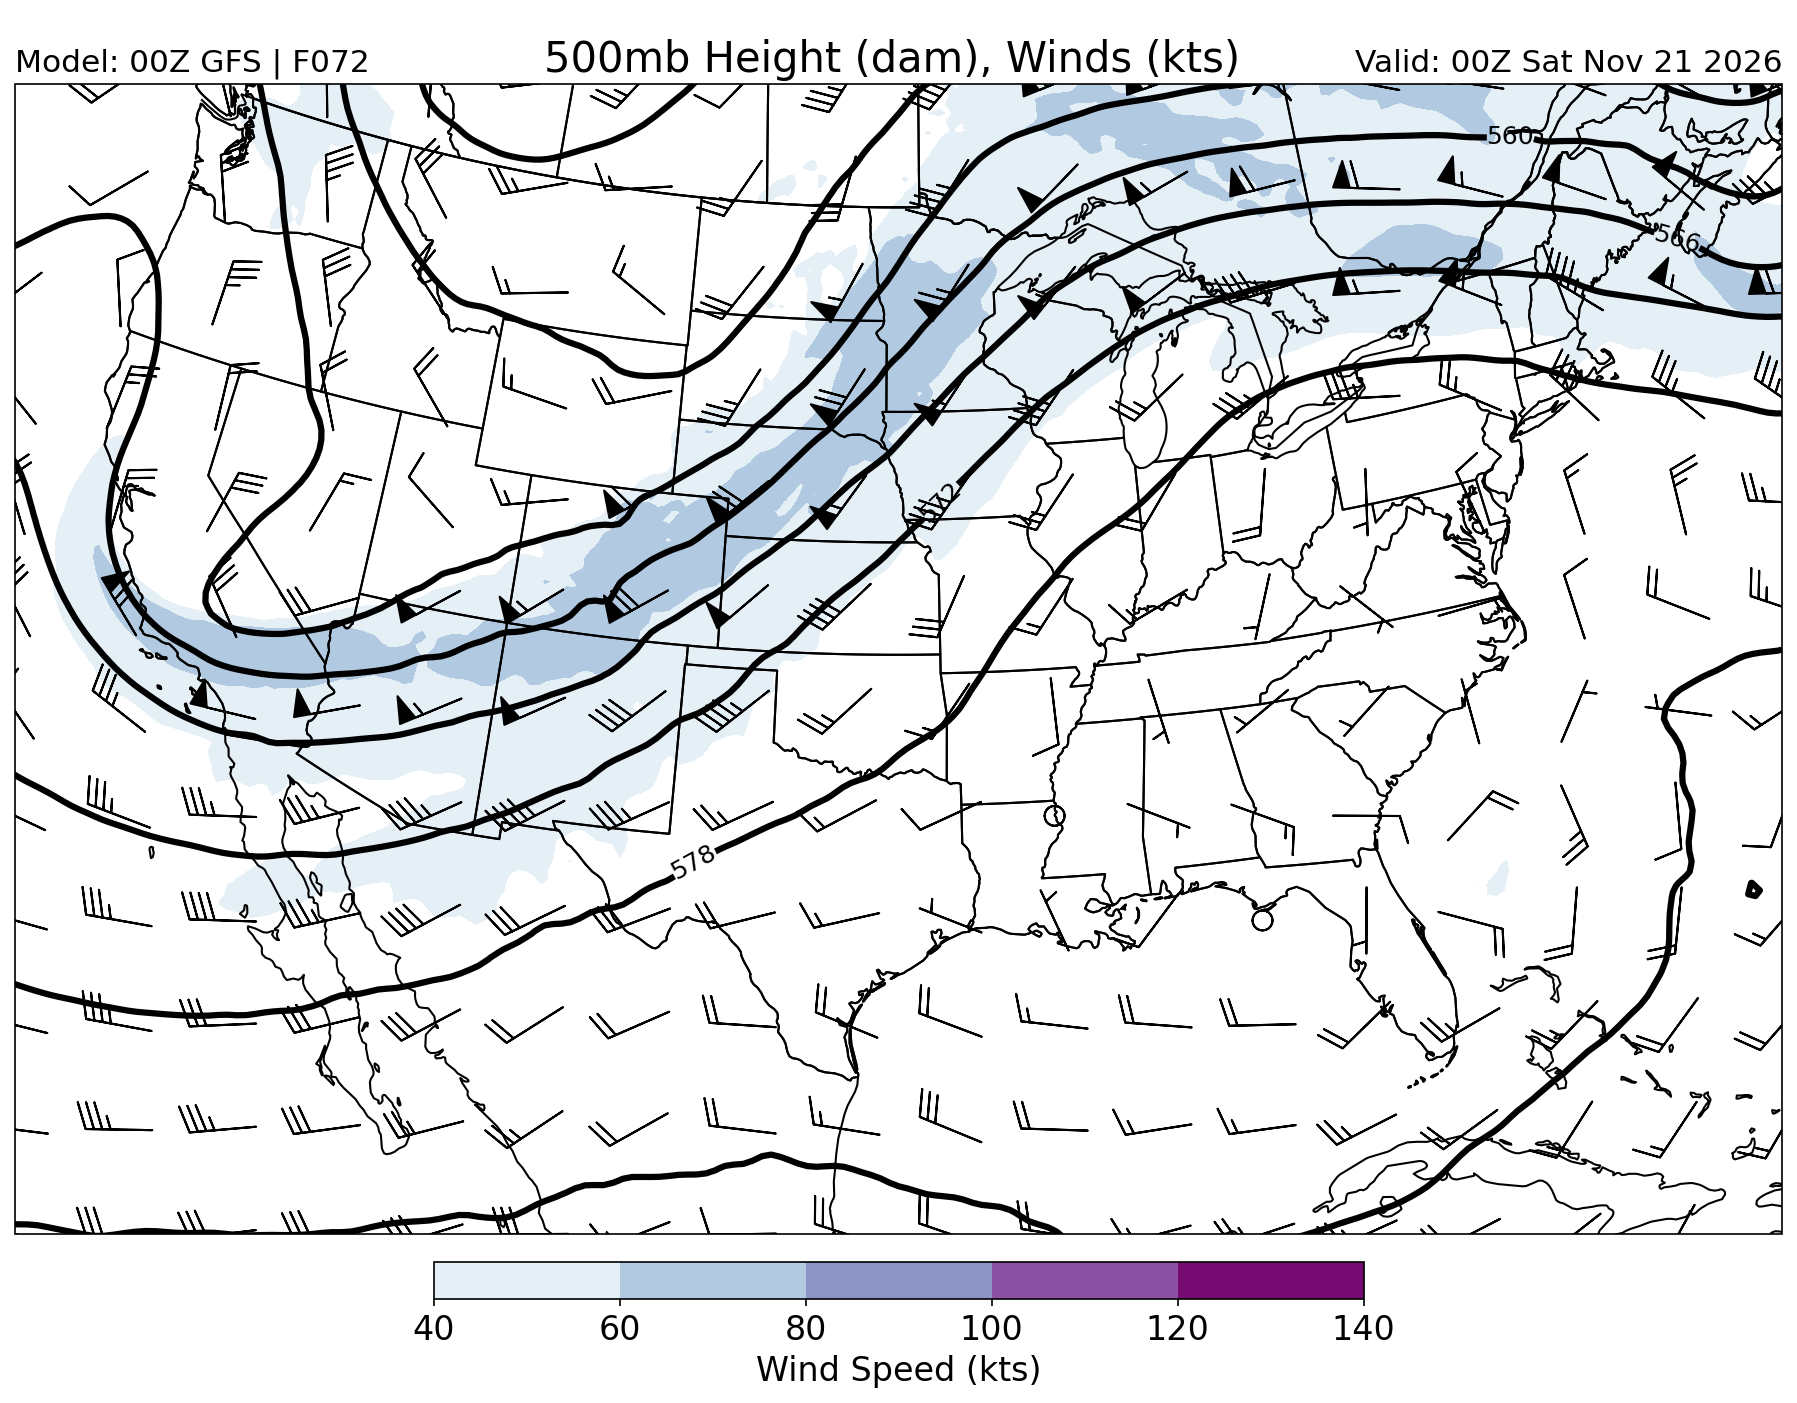 Model: 00Z GFS | F072
500mb Height (dam), Winds (kts)
Valid: 00Z Sat Nov 21 2026
560
566
572
578
40 60 80 100 120 140
Wind Speed (kts)